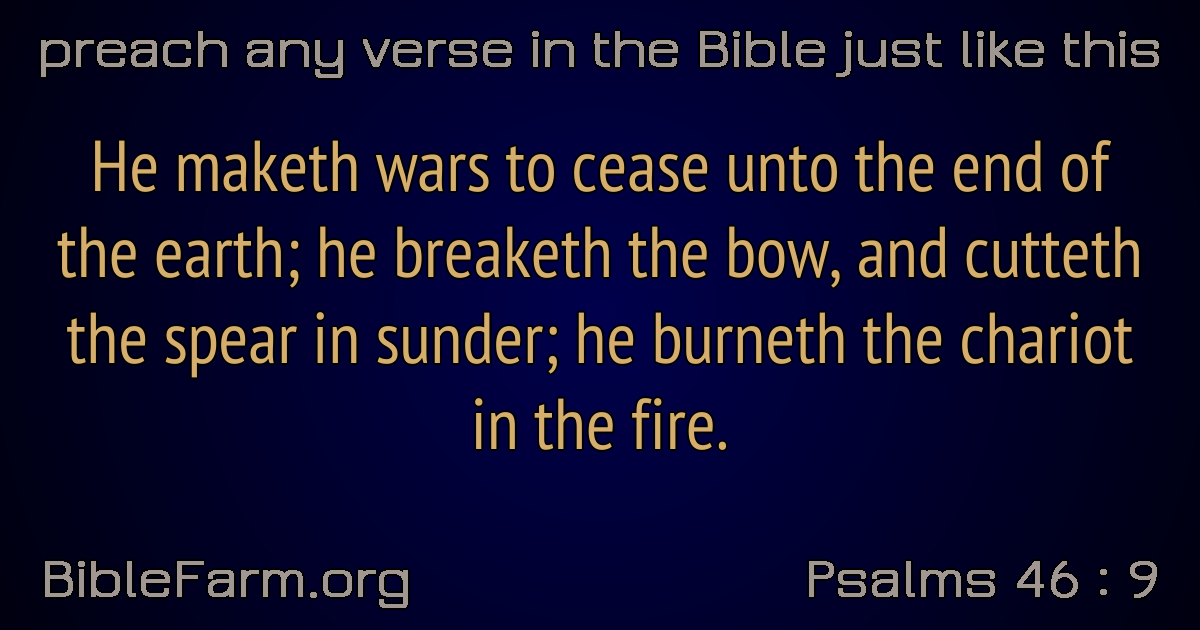 preach any verse in the Bible just like this
He maketh wars to cease unto the end of
the earth; he breaketh the bow, and cutteth
the spear in sunder; he burneth the chariot
in the fire.
BibleFarm.org
Psalms 46 : 9